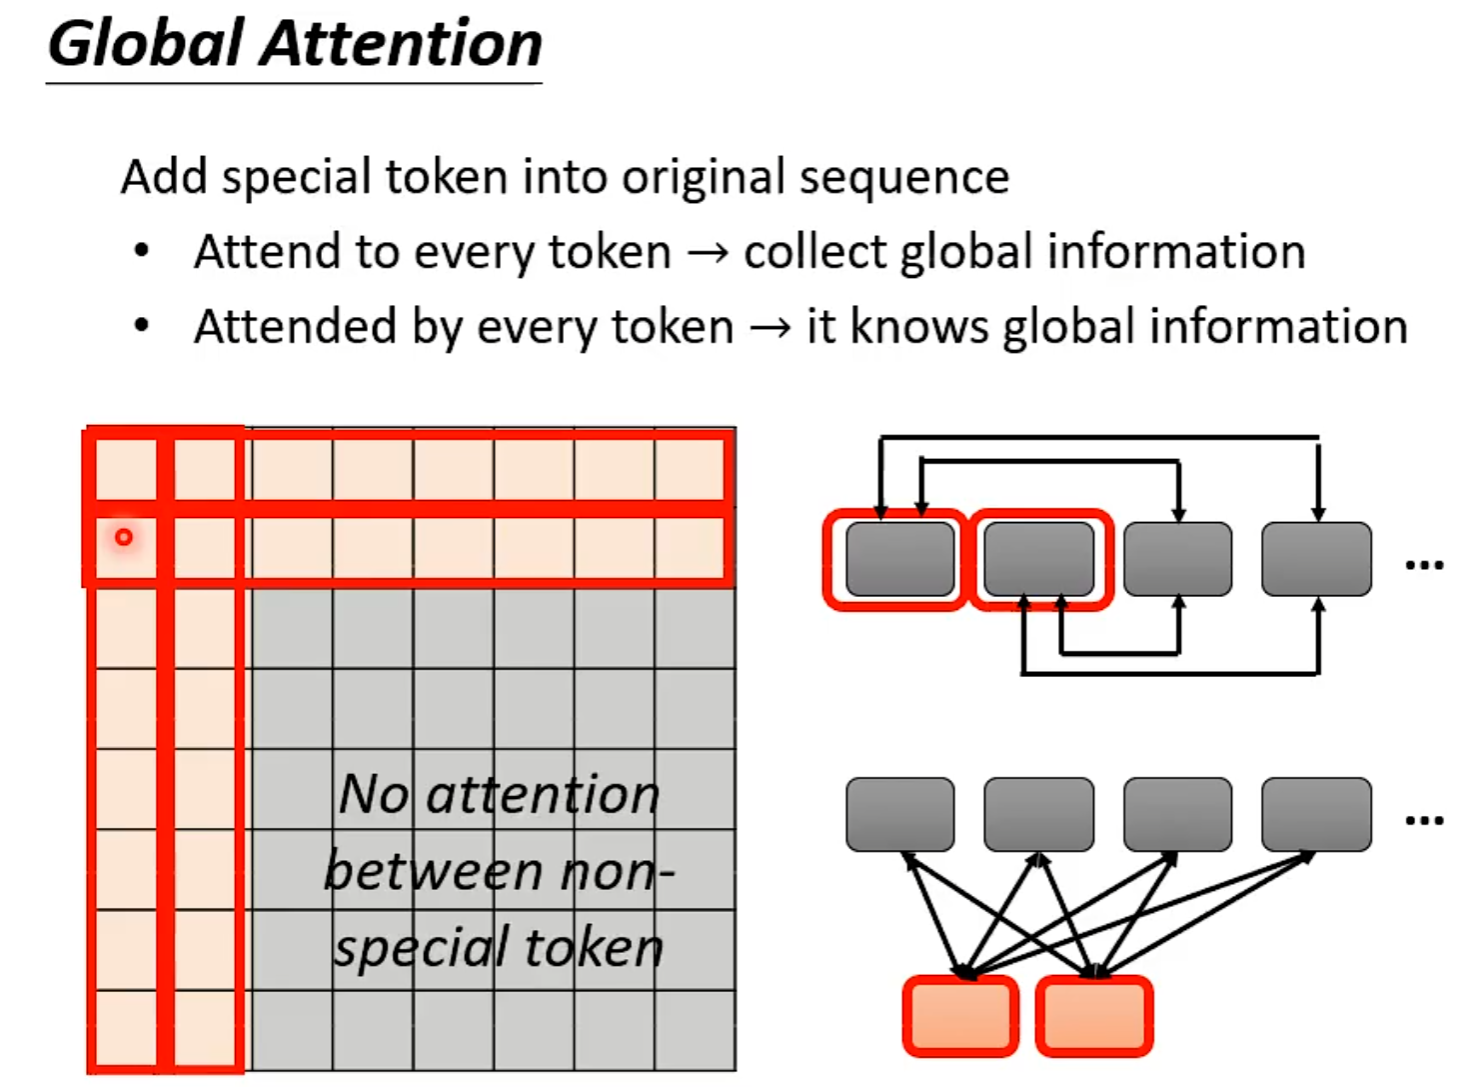 Global Attention
Add special token into original sequence
• Attend to every token → collect global information
• Attended by every token → it knows global information
No attention
between non-
special token
...
...